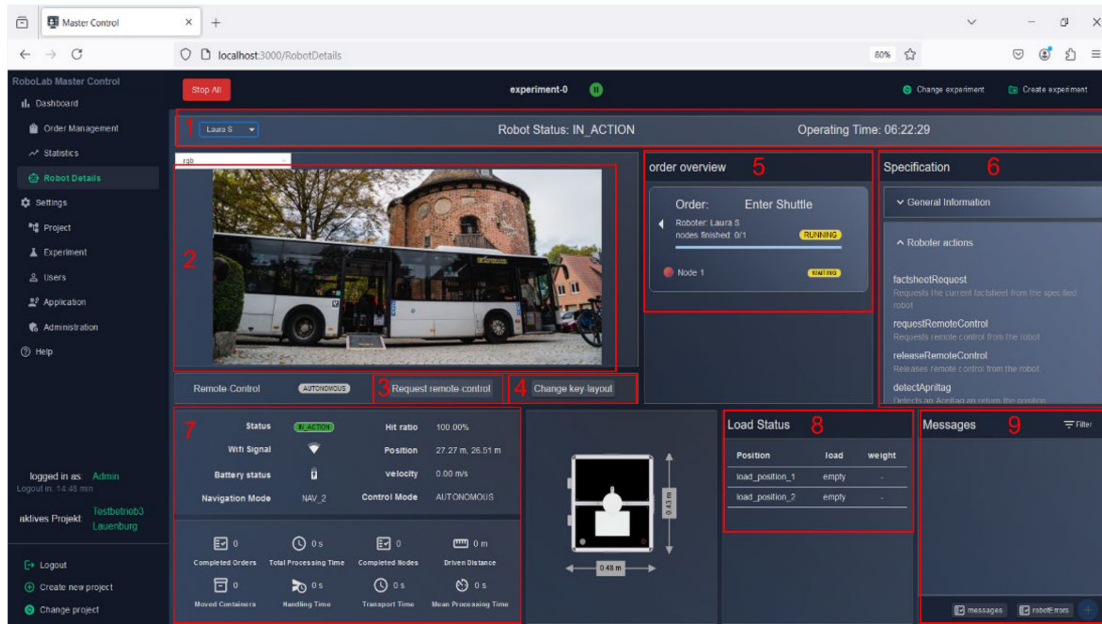 Master Control
localhost:3000/RobotDetails
80%
RoboLab Master Control
Dashboard
Order Management
Statistics
Robot Details
Settings
Project
Experiment
Users
Application
Administration
Help
logged in as: Admin
Logout in: 14:48 min
aktives Projekt: Testbetrieb3
Lauenburg
Logout
Create new project
Change project
Stop All
experiment-0
Change experiment
Create experiment
1
Laura S
Robot Status: IN_ACTION
Operating Time: 06:22:29
rgb
2
Remote-Control
AUTONOMOUS
3
Request remote-control
4
Change key-layout
order overview
5
Order: Enter Shuttle
Roboter: Laura S
nodes finished: 0/1
RUNNING
Node 1
WAITING
Specification
6
General Information
Roboter actions
factsheetRequest
Requests the current factsheet from the specified
robot
requestRemoteControl
Requests remote control from the robot
releaseRemoteControl
Releases remote control from the robot
detectApriltag
Detects an Apriltag an return the position
7
Status IN_ACTION Hit ratio 100.00%
Wifi Signal Position 27.27 m, 26.51 m
Battery status velocity 0.00 m/s
Navigation Mode NAV_2 Control Mode AUTONOMOUS
0 0 s 0 0 m
Completed Orders Total Processing Time Completed Nodes Driven Distance
0 0 s 0 s 0 s
Moved Containers Handling Time Transport Time Mean Processing Time
0.43 m
0.48 m
Load Status
8
Position load weight
load_position_1 empty -
load_position_2 empty -
Messages
9
Filter
messages
robotErrors